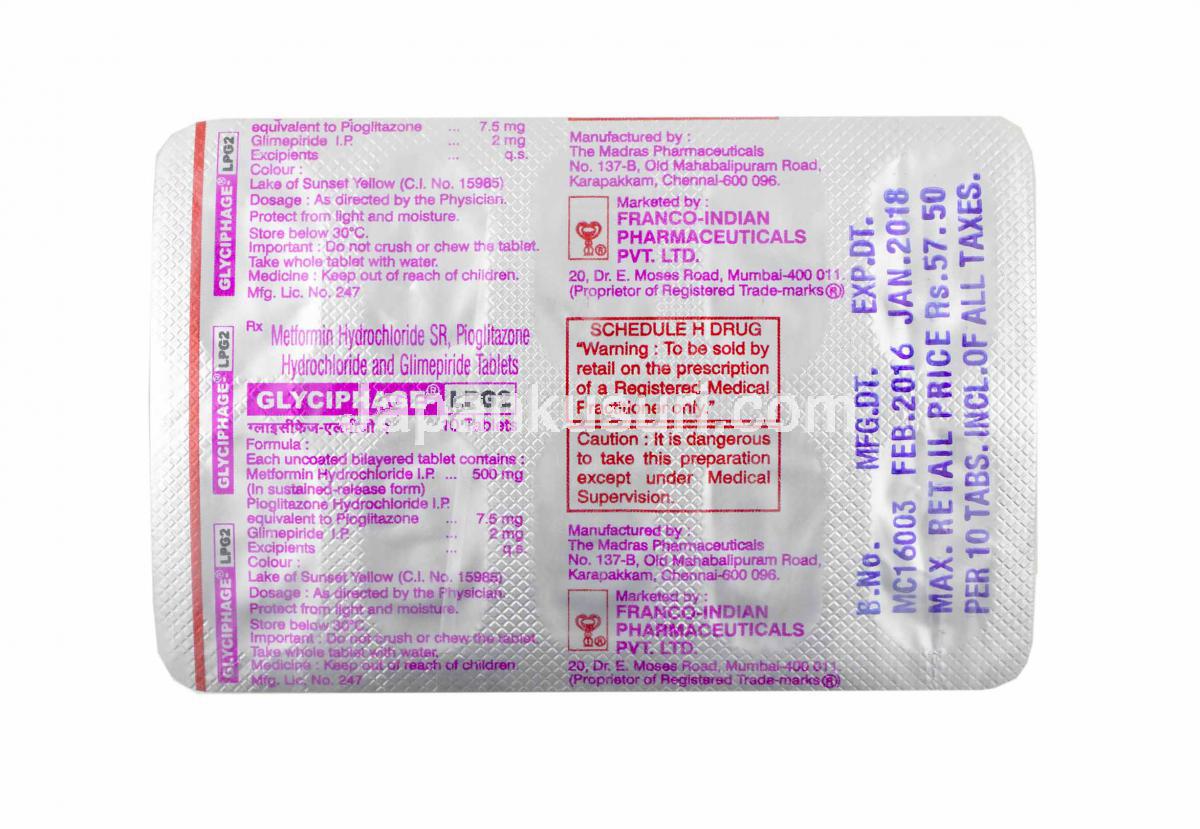 equivalent to Pioglitazone ... 7.5 mg
Glimepiride I.P. ... 2 mg
Excipients ... q.s.
Colour :
Lake of Sunset Yellow (C.I. No. 15985)
Dosage : As directed by the Physician.
Protect from light and moisture.
Store below 30°C.
Important : Do not crush or chew the tablet.
Take whole tablet with water.
Medicine : Keep out of reach of children.
Mfg. Lic. No. 247
GLYCIPHAGE® LPG2
Rx
Metformin Hydrochloride SR, Pioglitazone
Hydrochloride and Glimepiride Tablets
GLYCIPHAGE® LPG2
ग्लाइसीफेज-एलपीजी 10 Tablets
Formula :
Each uncoated bilayered tablet contains :
Metformin Hydrochloride I.P. ... 500 mg
(In sustained-release form)
Pioglitazone Hydrochloride I.P.
equivalent to Pioglitazone ... 7.5 mg
Glimepiride I.P. ... 2 mg
Excipients ... q.s.
Colour :
Lake of Sunset Yellow (C.I. No. 15985)
Dosage : As directed by the Physician.
Protect from light and moisture.
Store below 30°C.
Important : Do not crush or chew the tablet.
Take whole tablet with water.
Medicine : Keep out of reach of children.
Mfg. Lic. No. 247
GLYCIPHAGE® LPG2
GLYCIPHAGE® LPG2
Manufactured by :
The Madras Pharmaceuticals
No. 137-B, Old Mahabalipuram Road,
Karapakkam, Chennai-600 096.
Marketed by :
FRANCO-INDIAN
PHARMACEUTICALS
PVT. LTD.
20, Dr. E. Moses Road, Mumbai-400 011.
(Proprietor of Registered Trade-marks ®)
SCHEDULE H DRUG
"Warning : To be sold by
retail on the prescription
of a Registered Medical
Practitioner only."
Caution : It is dangerous
to take this preparation
except under Medical
Supervision.
Manufactured by :
The Madras Pharmaceuticals
No. 137-B, Old Mahabalipuram Road,
Karapakkam, Chennai-600 096.
Marketed by :
FRANCO-INDIAN
PHARMACEUTICALS
PVT. LTD.
20, Dr. E. Moses Road, Mumbai-400 011.
(Proprietor of Registered Trade-marks ®)
B.No. MFG.DT. EXP.DT.
MC16003 FEB.2016 JAN.2018
MAX. RETAIL PRICE Rs.57.50
PER 10 TABS.INCL.OF ALL TAXES.
Japankusuri.com